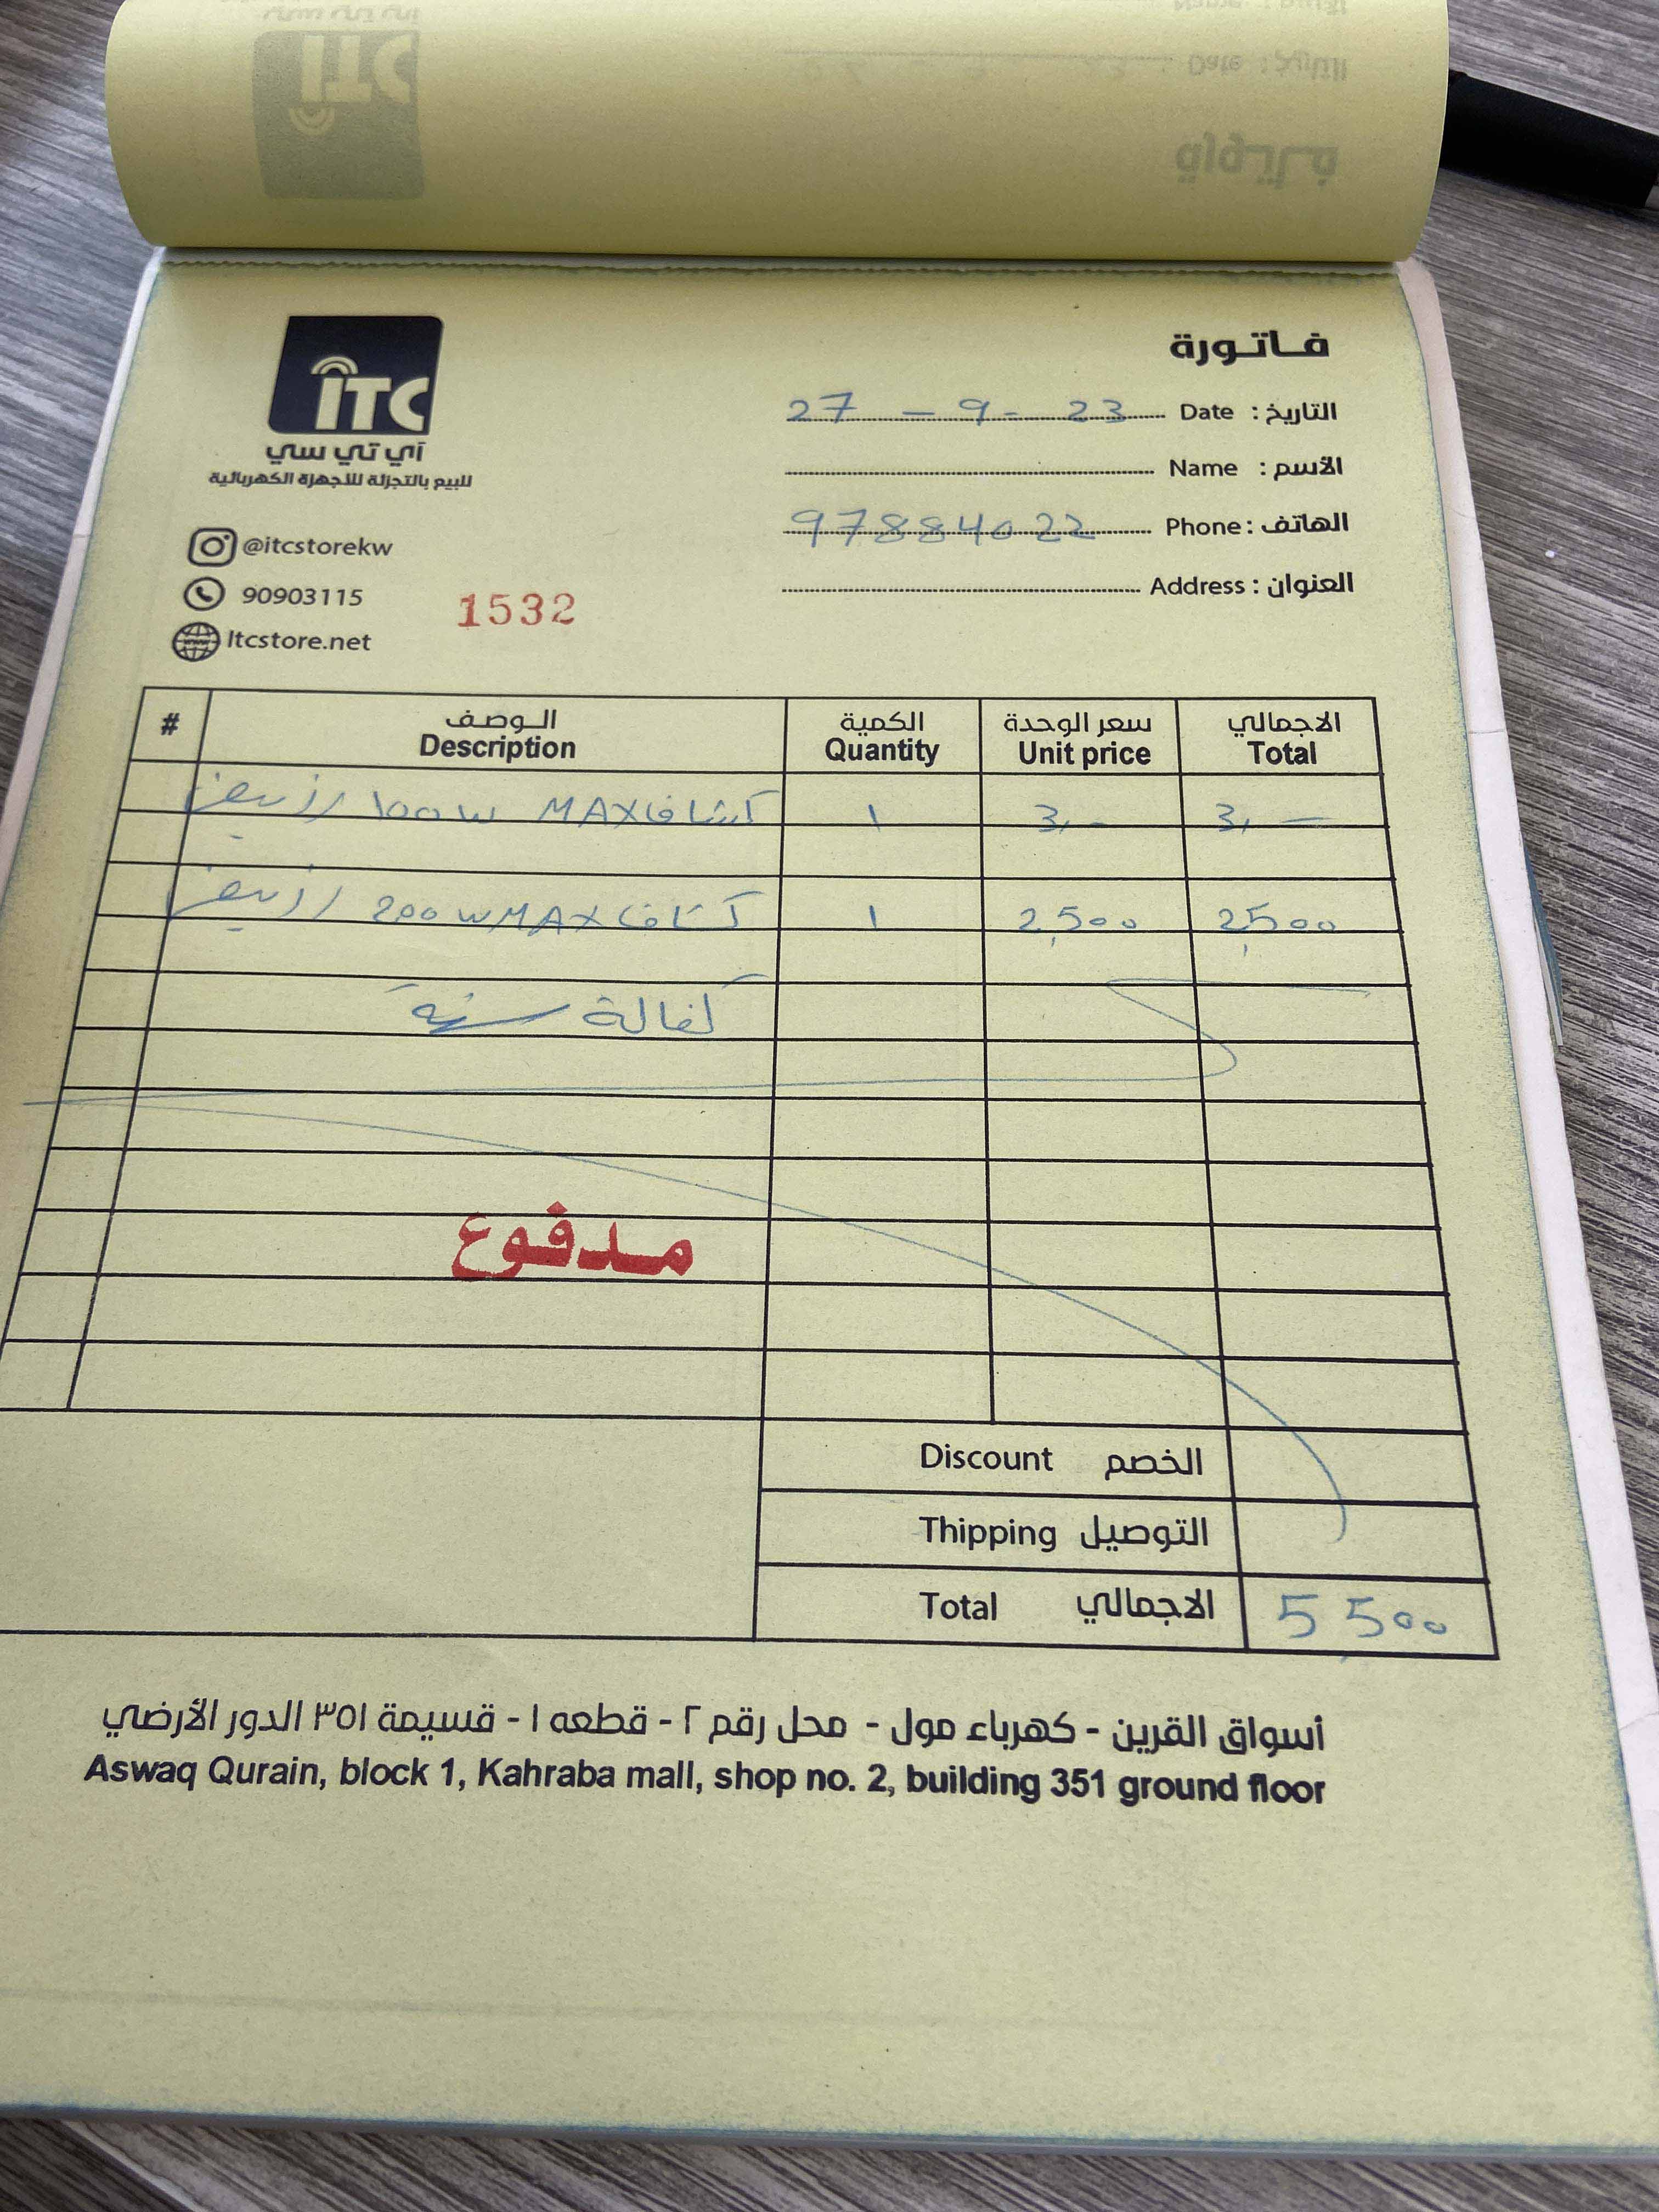 فاتورة
ITC
آي تي سي
للبيع بالتجزئة للأجهزة الكهربائية
التاريخ : Date 27 - 9 - 23
الأسم : Name
الهاتف : Phone 97884022
العنوان : Address
@itcstorekw
90903115
Itcstore.net
1532
# الوصف الكمية سعر الوحدة الاجمالي
Description Quantity Unit price Total
كشاف MAX 100W / ابيض ١ 3,- 3,-
كشاف MAX 200W / ابيض ١ 2,500 2,500
كفالة سنة
مدفوع
Discount الخصم
Thipping التوصيل
Total الاجمالي 5,500
أسواق القرين - كهرباء مول - محل رقم ٢ - قطعه ١ - قسيمة ٣٥١ الدور الأرضي
Aswaq Qurain, block 1, Kahraba mall, shop no. 2, building 351 ground floor